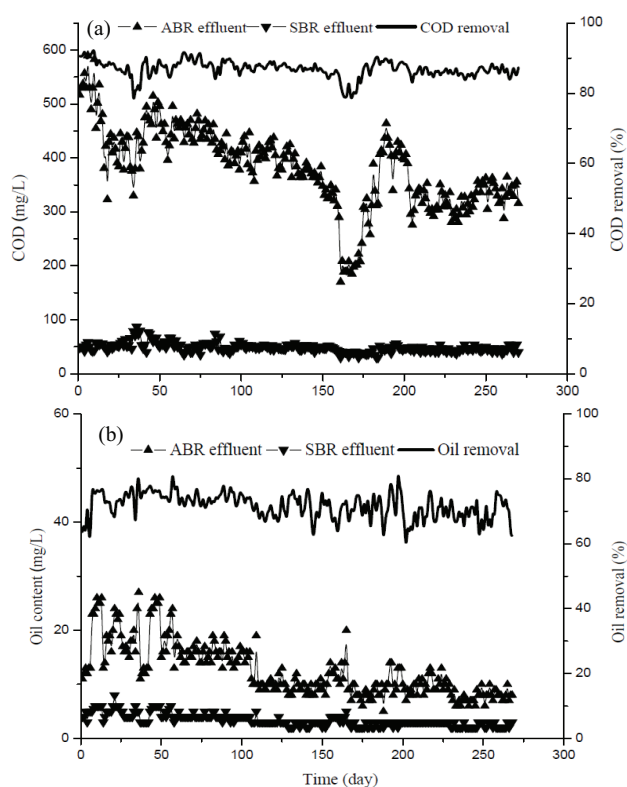 (a)
ABR effluent SBR effluent COD removal
600
500
400
300
200
100
0
COD (mg/L)
100
80
60
40
20
0
COD removal (%)
0 50 100 150 200 250 300
(b)
ABR effluent SBR effluent Oil removal
60
40
20
0
Oil content (mg/L)
100
80
60
40
20
0
Oil removal (%)
0 50 100 150 200 250 300
Time (day)